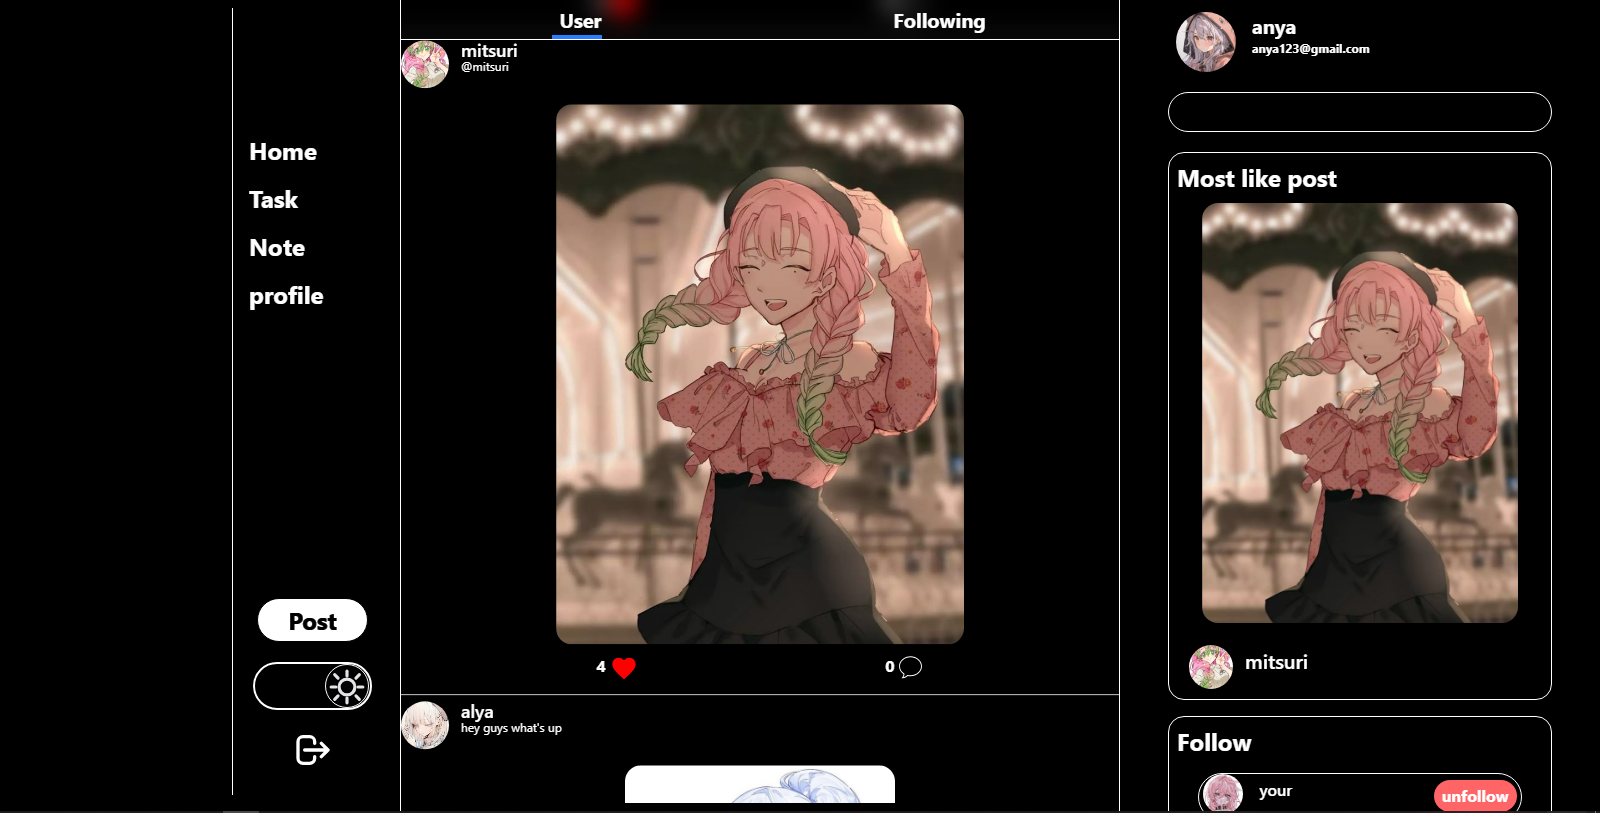 Home
Task
Note
profile
Post
User
Following
mitsuri
@mitsuri
4
0
alya
hey guys what's up
anya
anya123@gmail.com
Most like post
mitsuri
Follow
your
unfollow